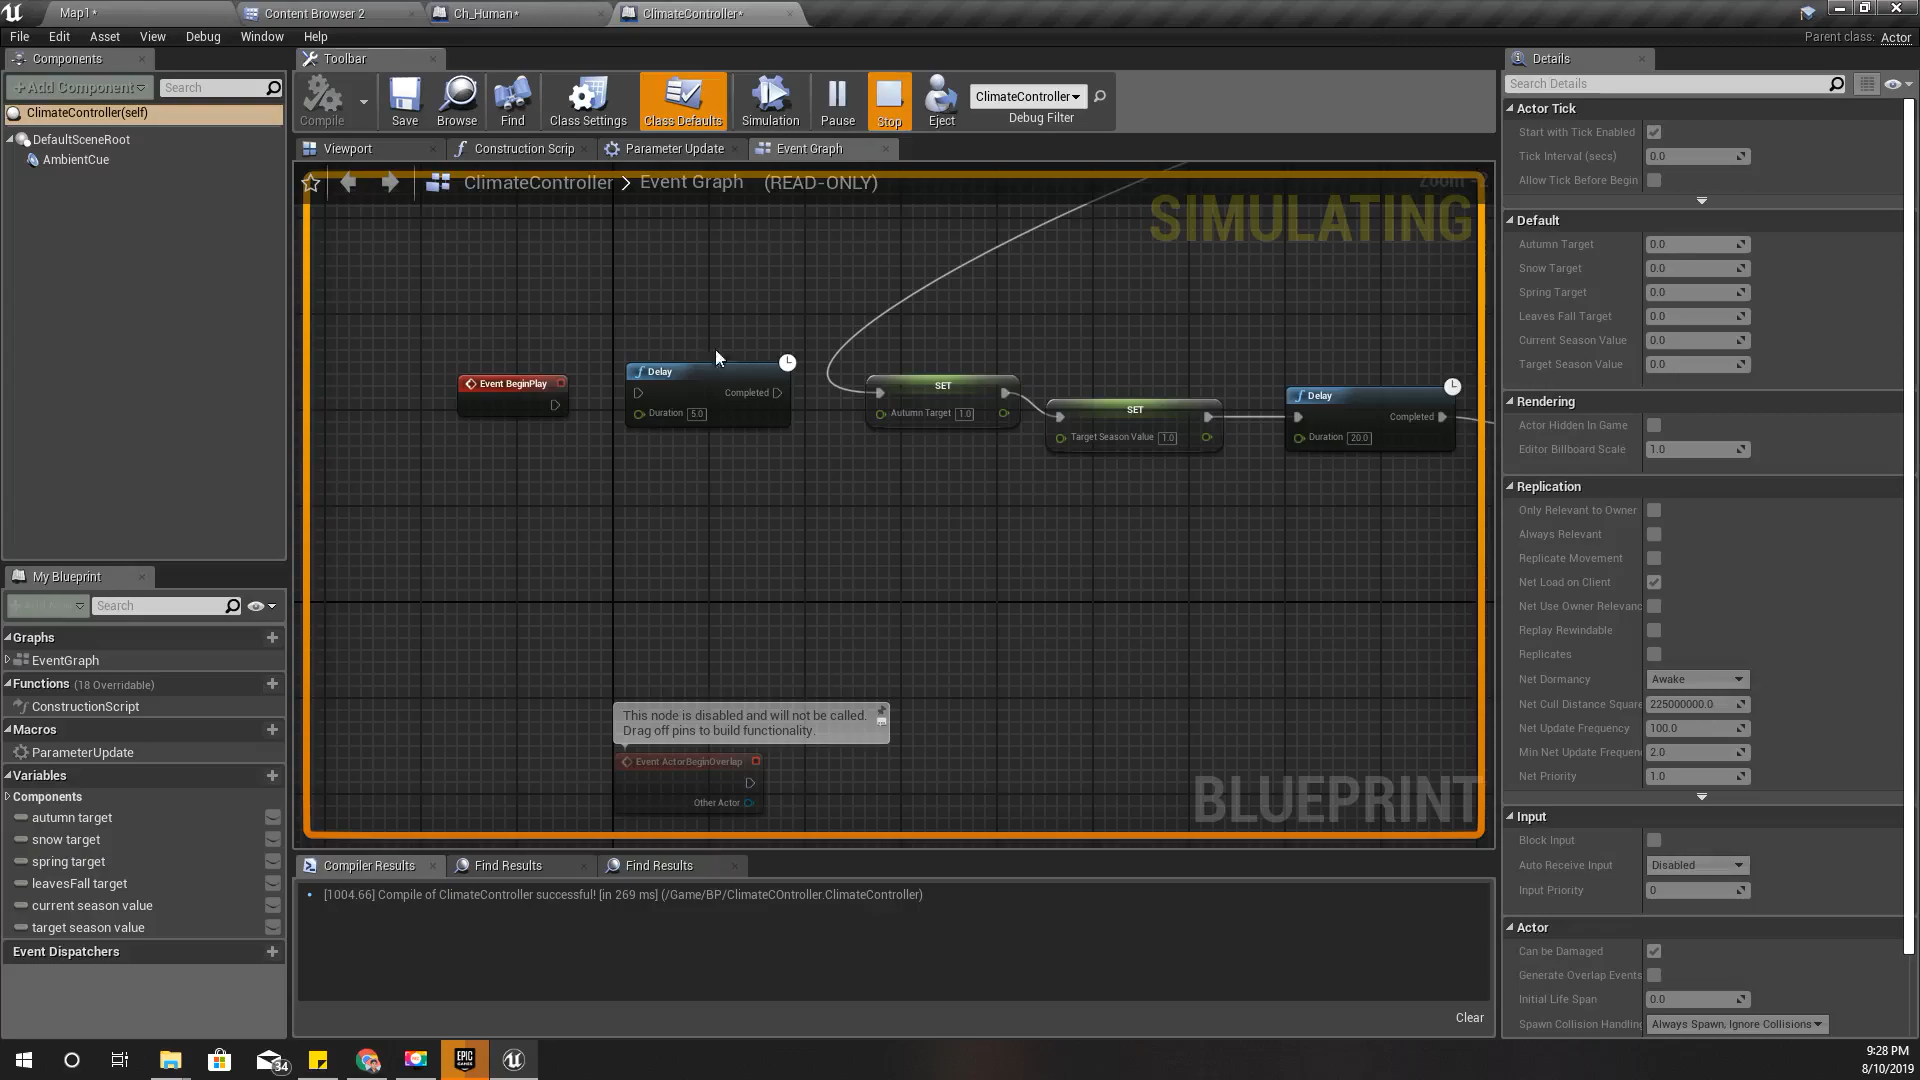 Map1*
Content Browser 2
Ch_Human*
ClimateController*
File Edit Asset View Debug Window Help
Parent class: Actor
Components
Toolbar
Details
Add Component
Search
ClimateController(self)
DefaultSceneRoot
AmbientCue
Compile
Save
Browse
Find
Class Settings
Class Defaults
Simulation
Pause
Stop
Eject
ClimateController
Debug Filter
Viewport
Construction Scrip
Parameter Update
Event Graph
ClimateController > Event Graph (READ-ONLY)
SIMULATING
Event BeginPlay
Delay
Completed
Duration 5.0
SET
Autumn Target 1.0
SET
Target Season Value 1.0
Delay
Completed
Duration 20.0
This node is disabled and will not be called.
Drag off pins to build functionality.
Event ActorBeginOverlap
Other Actor
BLUEPRINT
My Blueprint
Search
Graphs
EventGraph
Functions (18 Overridable)
ConstructionScript
Macros
ParameterUpdate
Variables
Components
autumn target
snow target
spring target
leavesFall target
current season value
target season value
Event Dispatchers
Compiler Results
Find Results
Find Results
[1004.66] Compile of ClimateController successful! [in 269 ms] (/Game/BP/ClimateCOntroller.ClimateController)
Clear
Search Details
Actor Tick
Start with Tick Enabled
Tick Interval (secs) 0.0
Allow Tick Before Begin
Default
Autumn Target 0.0
Snow Target 0.0
Spring Target 0.0
Leaves Fall Target 0.0
Current Season Value 0.0
Target Season Value 0.0
Rendering
Actor Hidden In Game
Editor Billboard Scale 1.0
Replication
Only Relevant to Owner
Always Relevant
Replicate Movement
Net Load on Client
Net Use Owner Relevanc
Replay Rewindable
Replicates
Net Dormancy Awake
Net Cull Distance Square 225000000.0
Net Update Frequency 100.0
Min Net Update Frequen 2.0
Net Priority 1.0
Input
Block Input
Auto Receive Input Disabled
Input Priority 0
Actor
Can be Damaged
Generate Overlap Events
Initial Life Span 0.0
Spawn Collision Handling Always Spawn, Ignore Collisions
34
EPIC
GAMES
9:28 PM
8/10/2019